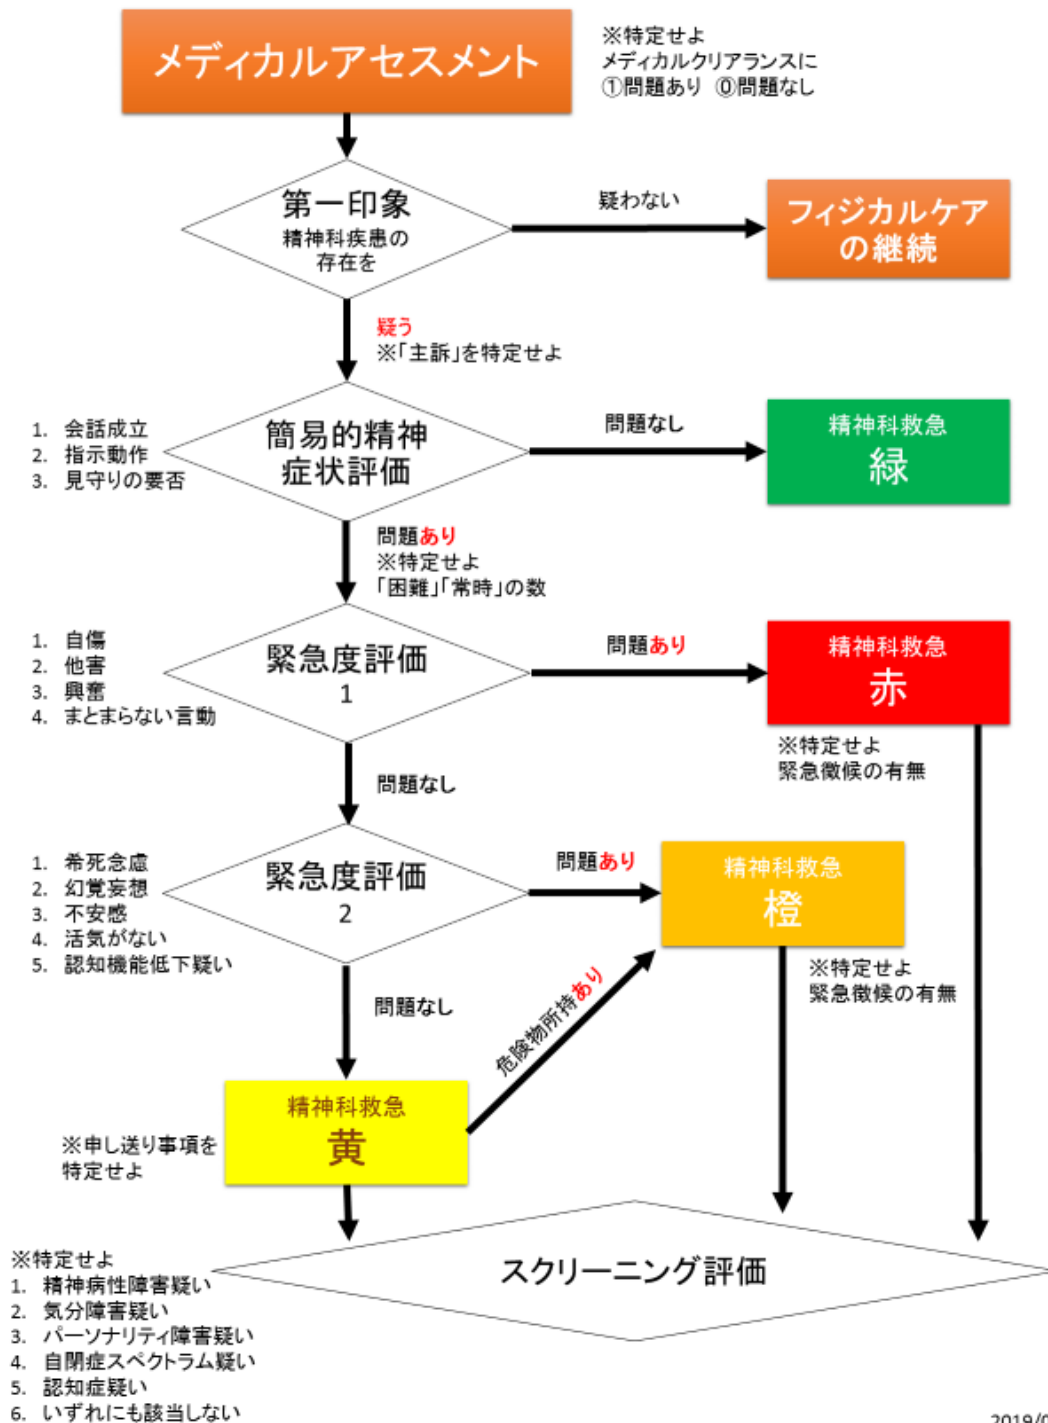 メディカルアセスメント
※特定せよ
メディカルクリアランスに
①問題あり ⓪問題なし
第一印象
精神科疾患の
存在を
疑わない
フィジカルケア
の継続
疑う
※「主訴」を特定せよ
1. 会話成立
2. 指示動作
3. 見守りの要否
簡易的精神
症状評価
問題なし
精神科救急
緑
問題あり
※特定せよ
「困難」「常時」の数
1. 自傷
2. 他害
3. 興奮
4. まとまらない言動
緊急度評価
1
問題あり
精神科救急
赤
※特定せよ
緊急徴候の有無
問題なし
1. 希死念慮
2. 幻覚妄想
3. 不安感
4. 活気がない
5. 認知機能低下疑い
緊急度評価
2
問題あり
精神科救急
橙
※特定せよ
緊急徴候の有無
問題なし
危険物所持あり
精神科救急
黄
※申し送り事項を
特定せよ
スクリーニング評価
※特定せよ
1. 精神病性障害疑い
2. 気分障害疑い
3. パーソナリティ障害疑い
4. 自閉症スペクトラム疑い
5. 認知症疑い
6. いずれにも該当しない